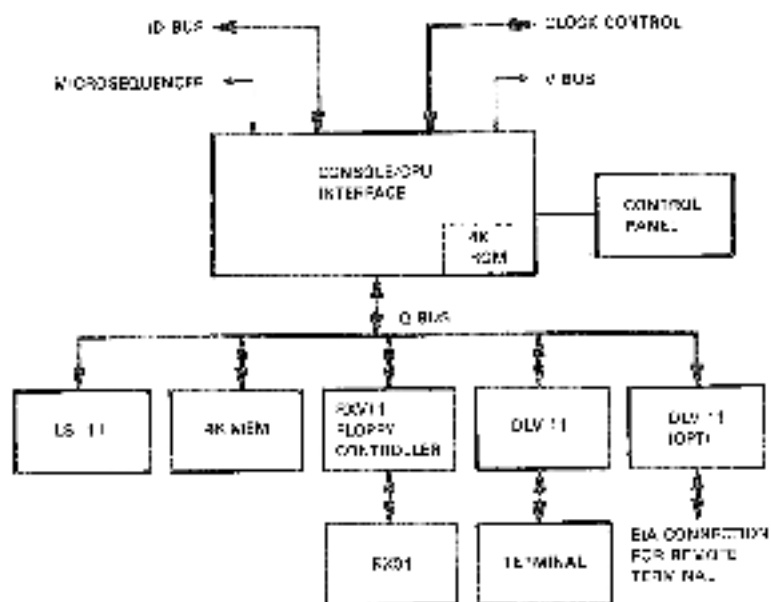 ID BUS
CLOCK CONTROL
MICROSEQUENCER
V BUS
CONSOLE/CPU
INTERFACE
4K
ROM
CONTROL
PANEL
Q BUS
LSI 11
4K MEM
RXV11
FLOPPY
CONTROLLER
DLV 11
DLV 11
(OPT)
RX01
TERMINAL
EIA CONNECTION
FOR REMOTE
TERMINAL